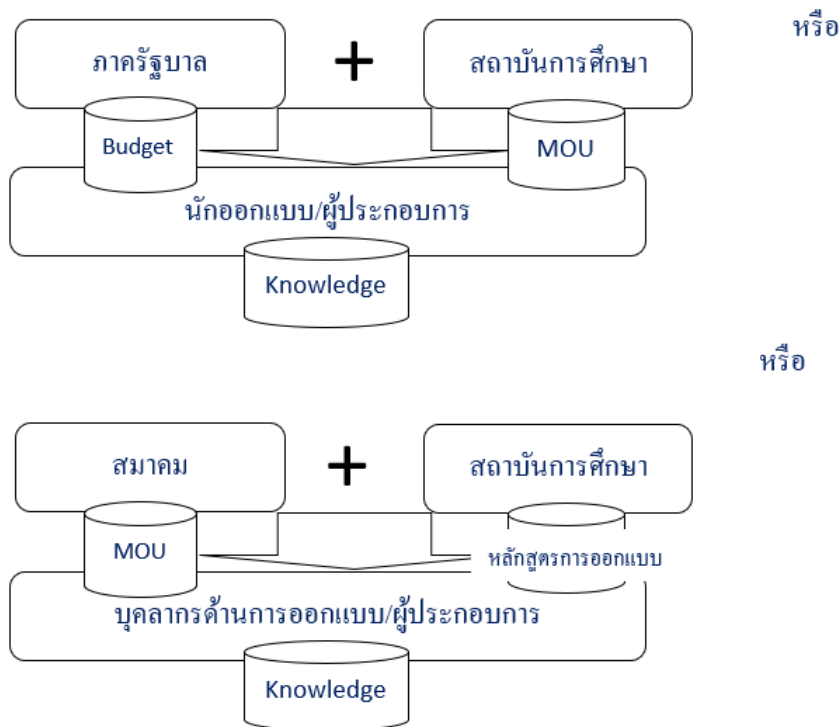 หรือ
ภาครัฐบาล + สถาบันการศึกษา
Budget MOU
นักออกแบบ/ผู้ประกอบการ
Knowledge
หรือ
สมาคม + สถาบันการศึกษา
MOU หลักสูตรการออกแบบ
บุคลากรด้านการออกแบบ/ผู้ประกอบการ
Knowledge